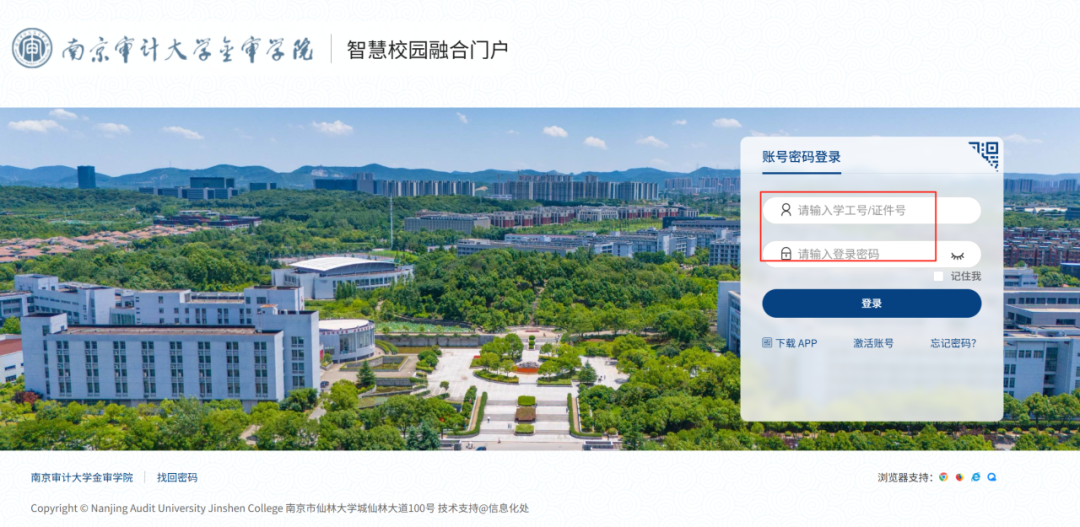 南京审计大学金审学院 智慧校园融合门户
账号密码登录
请输入学工号/证件号
请输入登录密码
记住我
登录
下载 APP 激活账号 忘记密码?
南京审计大学金审学院 找回密码 浏览器支持:
Copyright © Nanjing Audit University Jinshen College 南京市仙林大学城仙林大道100号 技术支持@信息化处